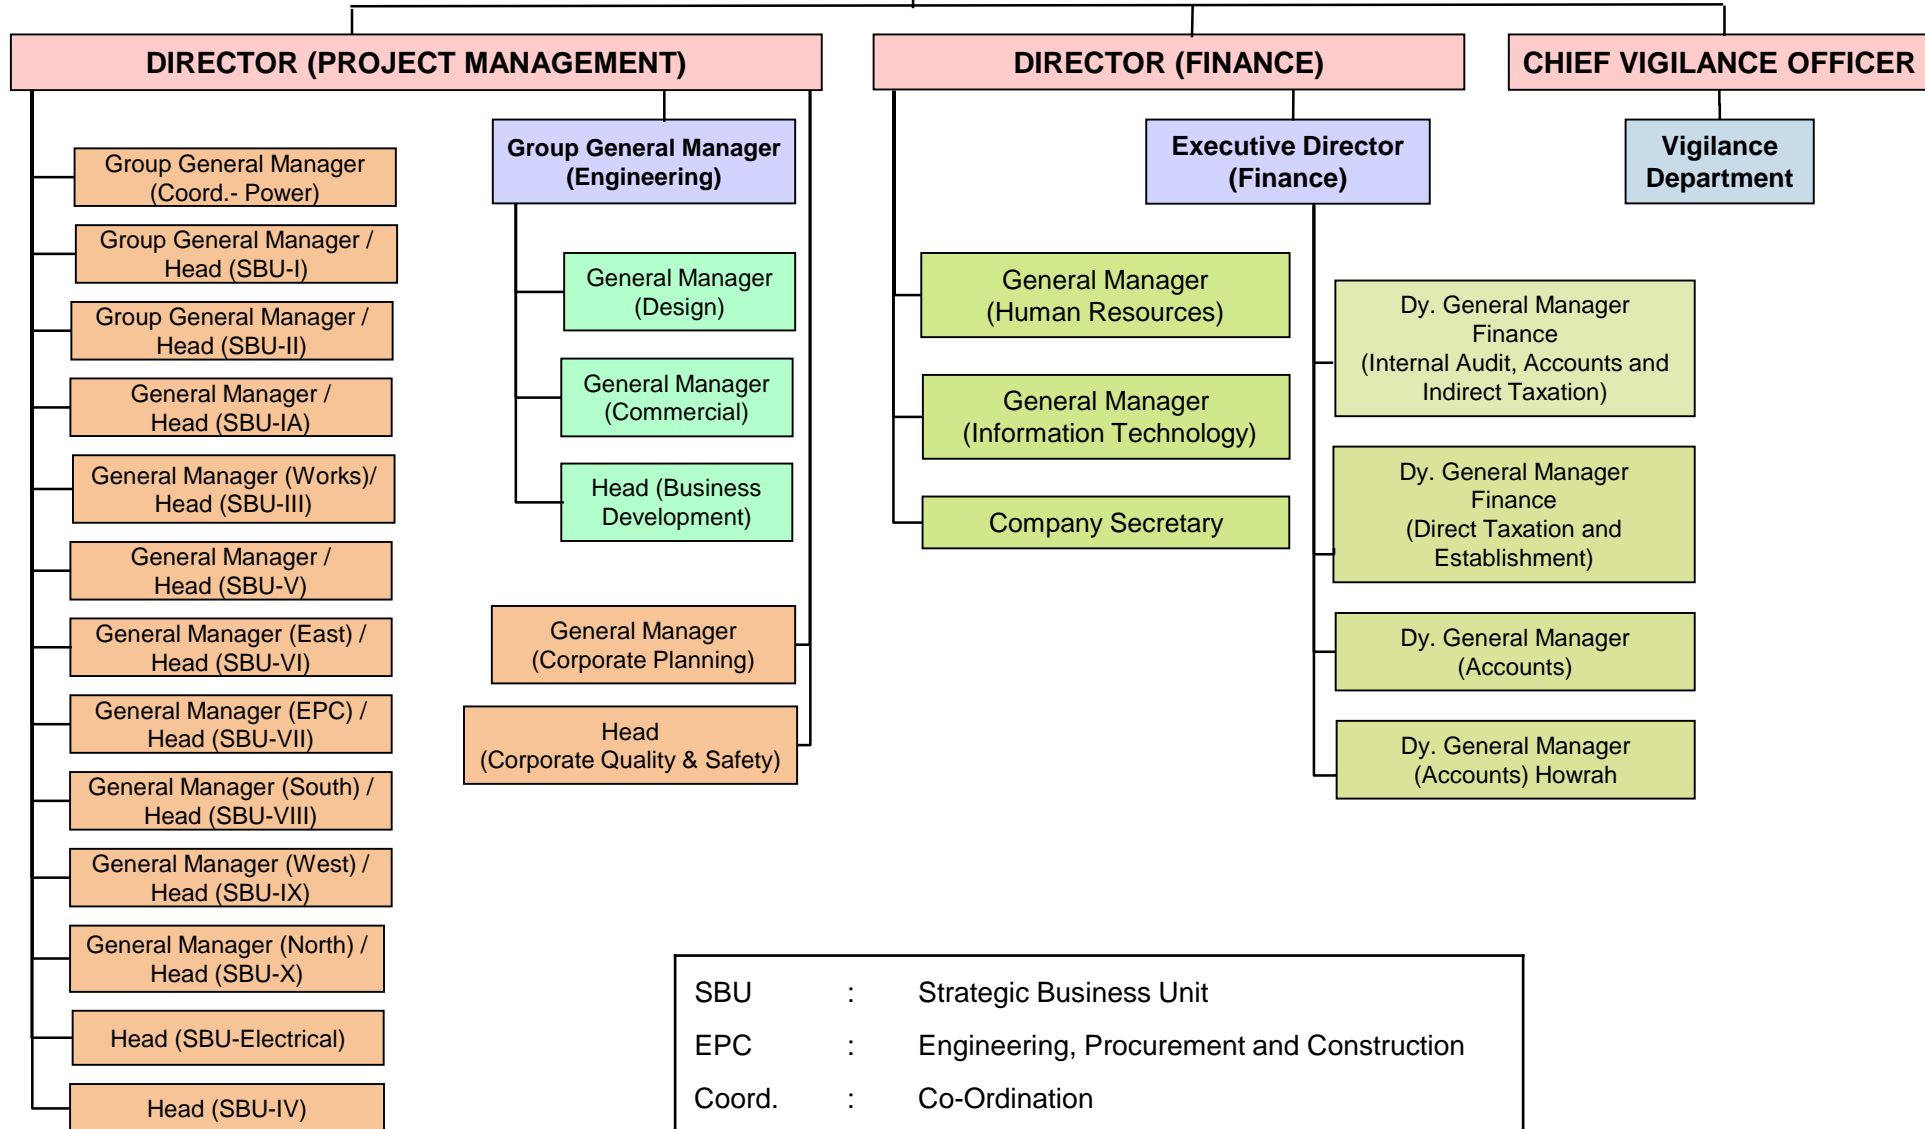 DIRECTOR (PROJECT MANAGEMENT)
DIRECTOR (FINANCE)
CHIEF VIGILANCE OFFICER
Group General Manager
(Coord.- Power)
Group General Manager /
Head (SBU-I)
Group General Manager /
Head (SBU-II)
General Manager /
Head (SBU-IA)
General Manager (Works)/
Head (SBU-III)
General Manager /
Head (SBU-V)
General Manager (East) /
Head (SBU-VI)
General Manager (EPC) /
Head (SBU-VII)
General Manager (South) /
Head (SBU-VIII)
General Manager (West) /
Head (SBU-IX)
General Manager (North) /
Head (SBU-X)
Head (SBU-Electrical)
Head (SBU-IV)
Group General Manager
(Engineering)
General Manager
(Design)
General Manager
(Commercial)
Head (Business
Development)
General Manager
(Corporate Planning)
Head
(Corporate Quality & Safety)
General Manager
(Human Resources)
General Manager
(Information Technology)
Company Secretary
Executive Director
(Finance)
Dy. General Manager
Finance
(Internal Audit, Accounts and
Indirect Taxation)
Dy. General Manager
Finance
(Direct Taxation and
Establishment)
Dy. General Manager
(Accounts)
Dy. General Manager
(Accounts) Howrah
Vigilance
Department
SBU : Strategic Business Unit
EPC : Engineering, Procurement and Construction
Coord. : Co-Ordination